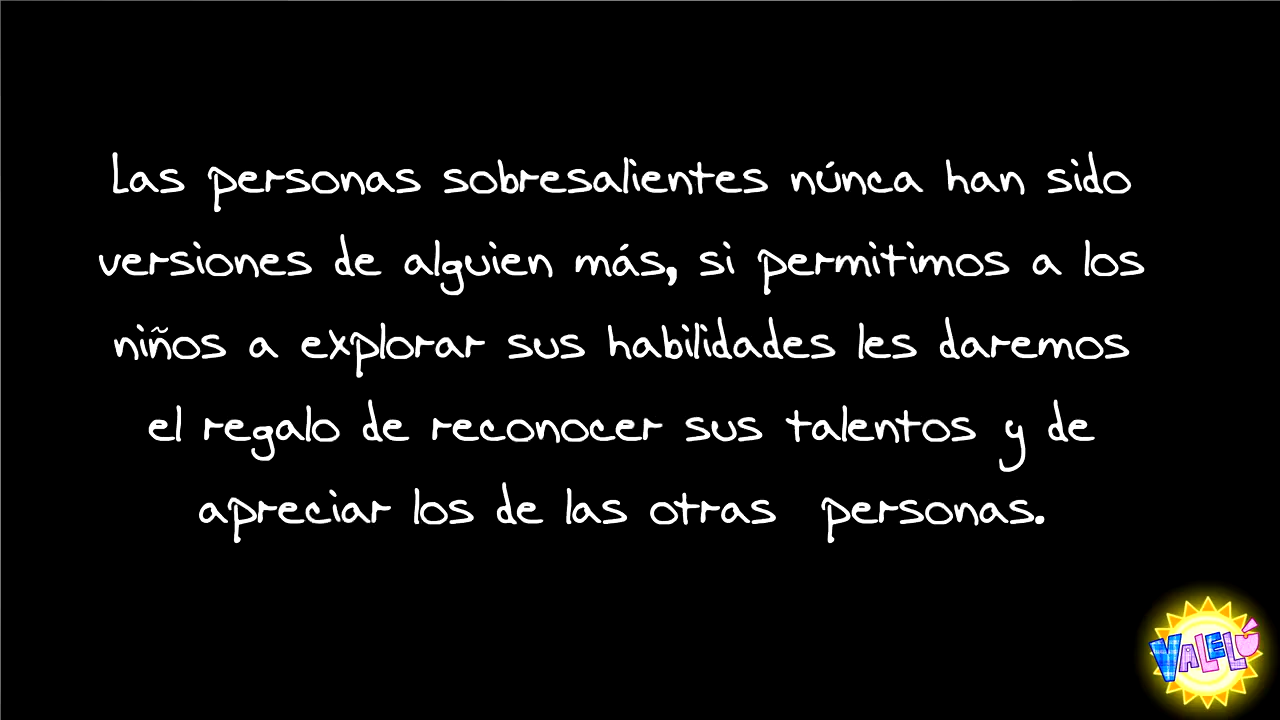 Las personas sobresalientes núnca han sido
versiones de alguien más, si permitimos a los
niños a explorar sus habilidades les daremos
el regalo de reconocer sus talentos y de
apreciar los de las otras personas.
VALELÚ